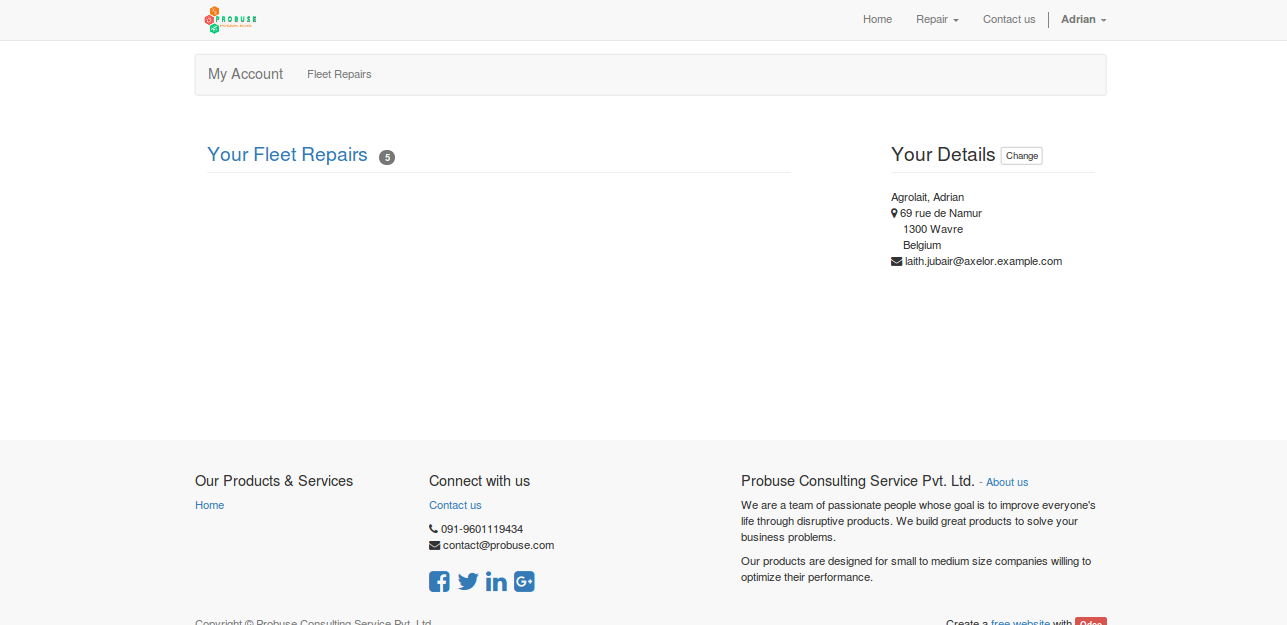 PROBUSE
Home Repair Contact us Adrian
My Account Fleet Repairs
Your Fleet Repairs 5
Your Details Change
Agrolait, Adrian
69 rue de Namur
1300 Wavre
Belgium
laith.jubair@axelor.example.com
Our Products & Services
Home
Connect with us
Contact us
091-9601119434
contact@probuse.com
Probuse Consulting Service Pvt. Ltd. - About us
We are a team of passionate people whose goal is to improve everyone's
life through disruptive products. We build great products to solve your
business problems.
Our products are designed for small to medium size companies willing to
optimize their performance.
Copyright © Probuse Consulting Service Pvt. Ltd.
Create a free website with Odoo